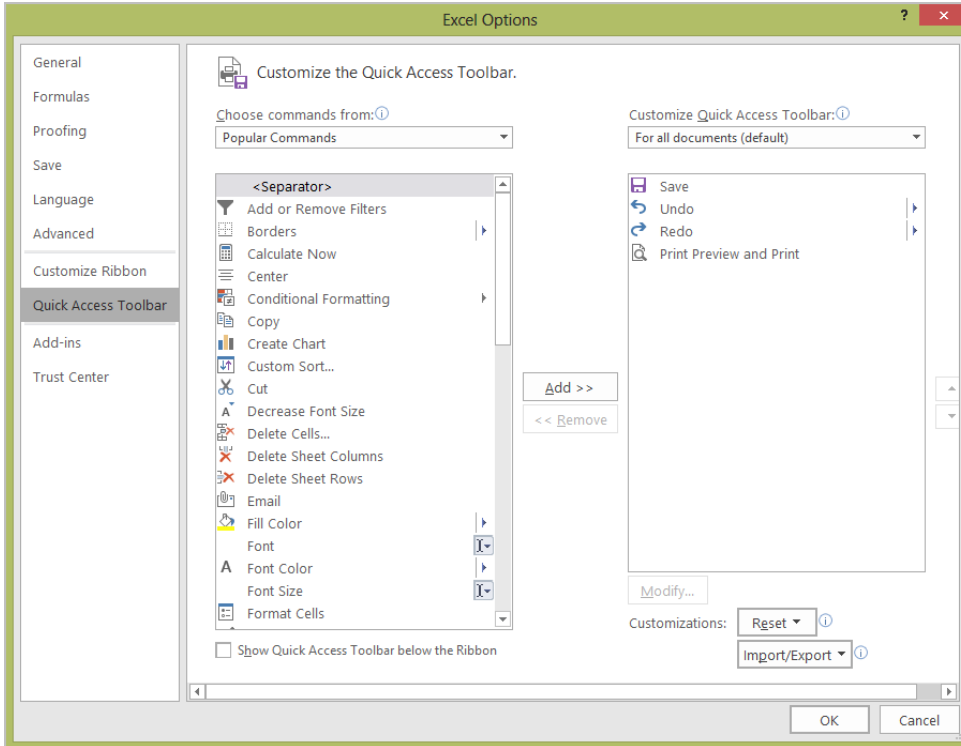 Excel Options
? ×
General
Formulas
Proofing
Save
Language
Advanced
Customize Ribbon
Quick Access Toolbar
Add-ins
Trust Center
Customize the Quick Access Toolbar.
Choose commands from:
Popular Commands
<Separator>
Add or Remove Filters
Borders
Calculate Now
Center
Conditional Formatting
Copy
Create Chart
Custom Sort...
Cut
Decrease Font Size
Delete Cells...
Delete Sheet Columns
Delete Sheet Rows
Email
Fill Color
Font
Font Color
Font Size
Format Cells
Show Quick Access Toolbar below the Ribbon
Add >>
<< Remove
Customize Quick Access Toolbar:
For all documents (default)
Save
Undo
Redo
Print Preview and Print
Modify...
Customizations:
Reset
Import/Export
OK
Cancel